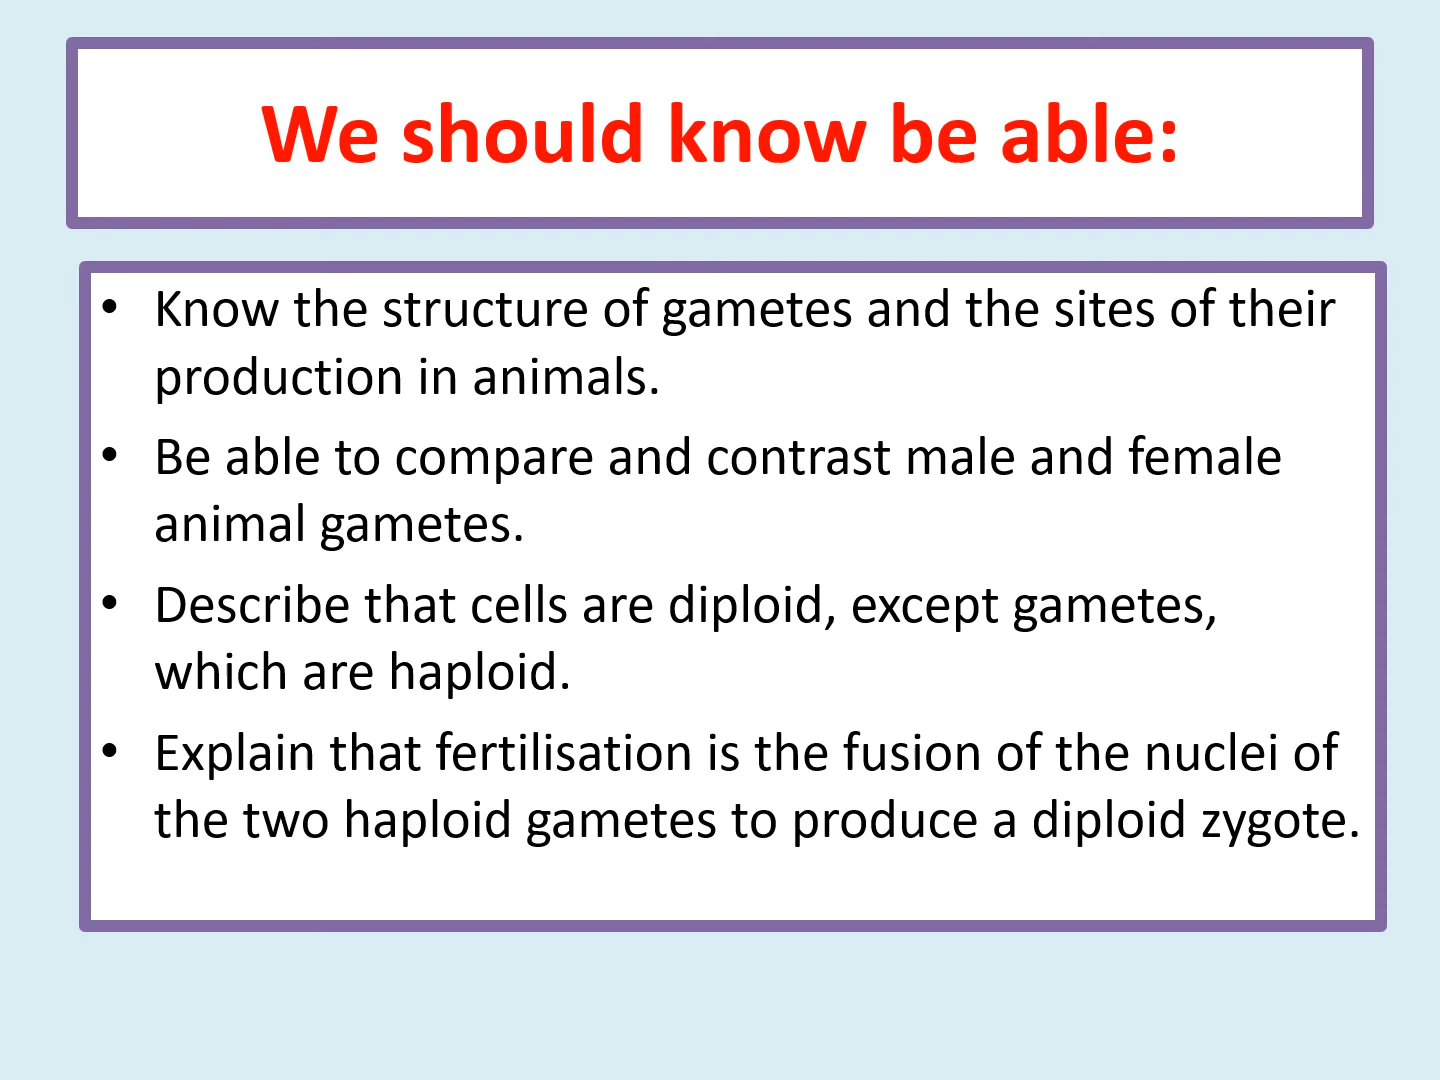 We should know be able:
• Know the structure of gametes and the sites of their
production in animals.
• Be able to compare and contrast male and female
animal gametes.
• Describe that cells are diploid, except gametes,
which are haploid.
• Explain that fertilisation is the fusion of the nuclei of
the two haploid gametes to produce a diploid zygote.